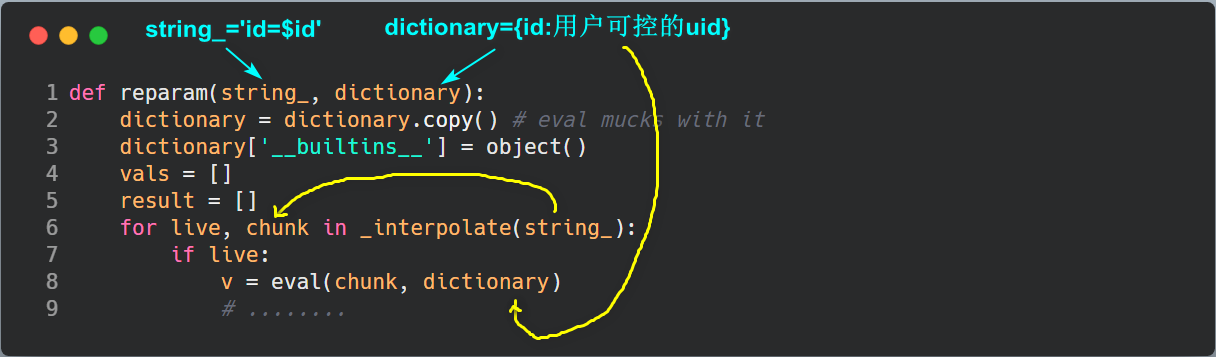 string_='id=$id' dictionary={id:用户可控的uid}
1 def reparam(string_, dictionary):
2     dictionary = dictionary.copy() # eval mucks with it
3     dictionary['__builtins__'] = object()
4     vals = []
5     result = []
6     for live, chunk in _interpolate(string_):
7         if live:
8             v = eval(chunk, dictionary)
9             # ........